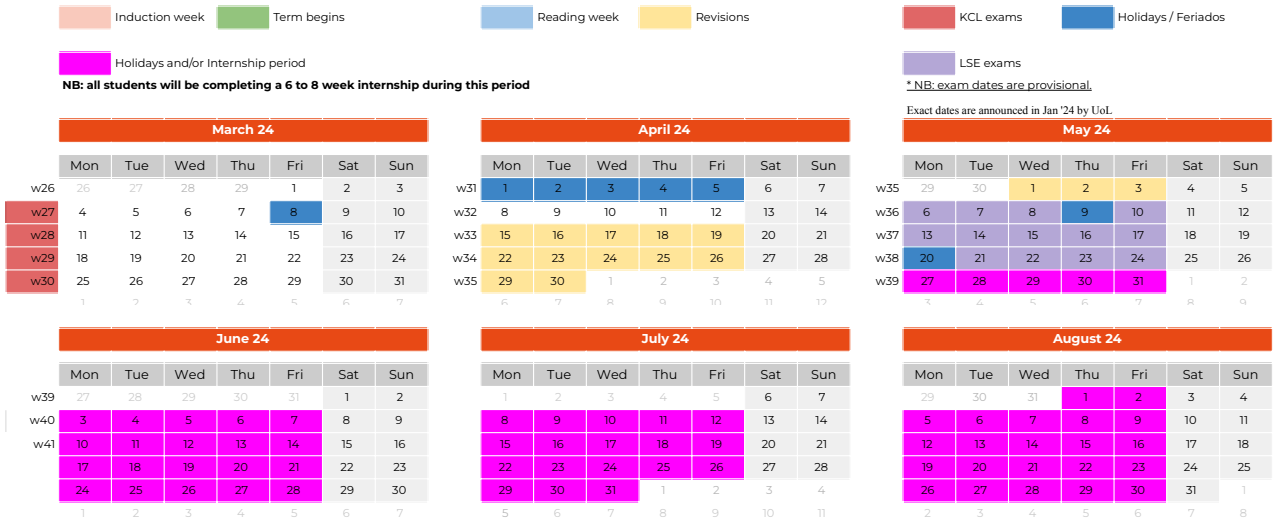 Induction week Term begins Reading week Revisions KCL exams Holidays / Feriados
Holidays and/or Internship period LSE exams
NB: all students will be completing a 6 to 8 week internship during this period * NB: exam dates are provisional.
Exact dates are announced in Jan '24 by UoL
March 24 April 24 May 24
Mon Tue Wed Thu Fri Sat Sun Mon Tue Wed Thu Fri Sat Sun Mon Tue Wed Thu Fri Sat Sun
w26 26 27 28 29 1 2 3 w31 1 2 3 4 5 6 7 w35 29 30 1 2 3 4 5
w27 4 5 6 7 8 9 10 w32 8 9 10 11 12 13 14 w36 6 7 8 9 10 11 12
w28 11 12 13 14 15 16 17 w33 15 16 17 18 19 20 21 w37 13 14 15 16 17 18 19
w29 18 19 20 21 22 23 24 w34 22 23 24 25 26 27 28 w38 20 21 22 23 24 25 26
w30 25 26 27 28 29 30 31 w35 29 30 1 2 3 4 5 w39 27 28 29 30 31 1 2
1 2 3 4 5 6 7 6 7 8 9 10 11 12 3 4 5 6 7 8 9
June 24 July 24 August 24
Mon Tue Wed Thu Fri Sat Sun Mon Tue Wed Thu Fri Sat Sun Mon Tue Wed Thu Fri Sat Sun
w39 27 28 29 30 31 1 2 1 2 3 4 5 6 7 29 30 31 1 2 3 4
w40 3 4 5 6 7 8 9 8 9 10 11 12 13 14 5 6 7 8 9 10 11
w41 10 11 12 13 14 15 16 15 16 17 18 19 20 21 12 13 14 15 16 17 18
17 18 19 20 21 22 23 22 23 24 25 26 27 28 19 20 21 22 23 24 25
24 25 26 27 28 29 30 29 30 31 1 2 3 4 26 27 28 29 30 31 1
1 2 3 4 5 6 7 5 6 7 8 9 10 11 2 3 4 5 6 7 8